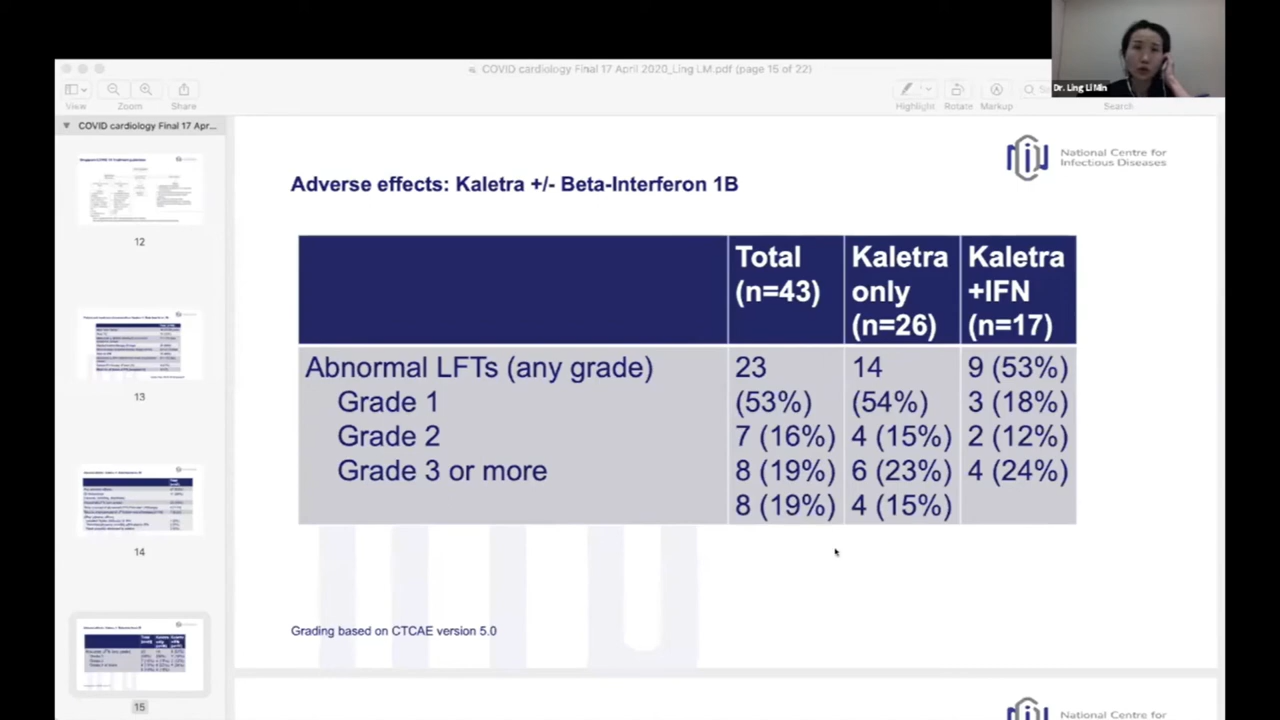 COVID cardiology Final 17 April 2020_Ling LM.pdf (page 15 of 22)
View
Zoom
Share
Highlight
Rotate
Markup
Search
Dr. Ling Li Min
COVID cardiology Final 17 Apr...
12
13
14
15
National Centre for
Infectious Diseases
Adverse effects: Kaletra +/- Beta-Interferon 1B
Total
(n=43)
Kaletra
only
(n=26)
Kaletra
+IFN
(n=17)
Abnormal LFTs (any grade)
Grade 1
Grade 2
Grade 3 or more
23
(53%)
7 (16%)
8 (19%)
8 (19%)
14
(54%)
4 (15%)
6 (23%)
4 (15%)
9 (53%)
3 (18%)
2 (12%)
4 (24%)
Grading based on CTCAE version 5.0
National Centre for